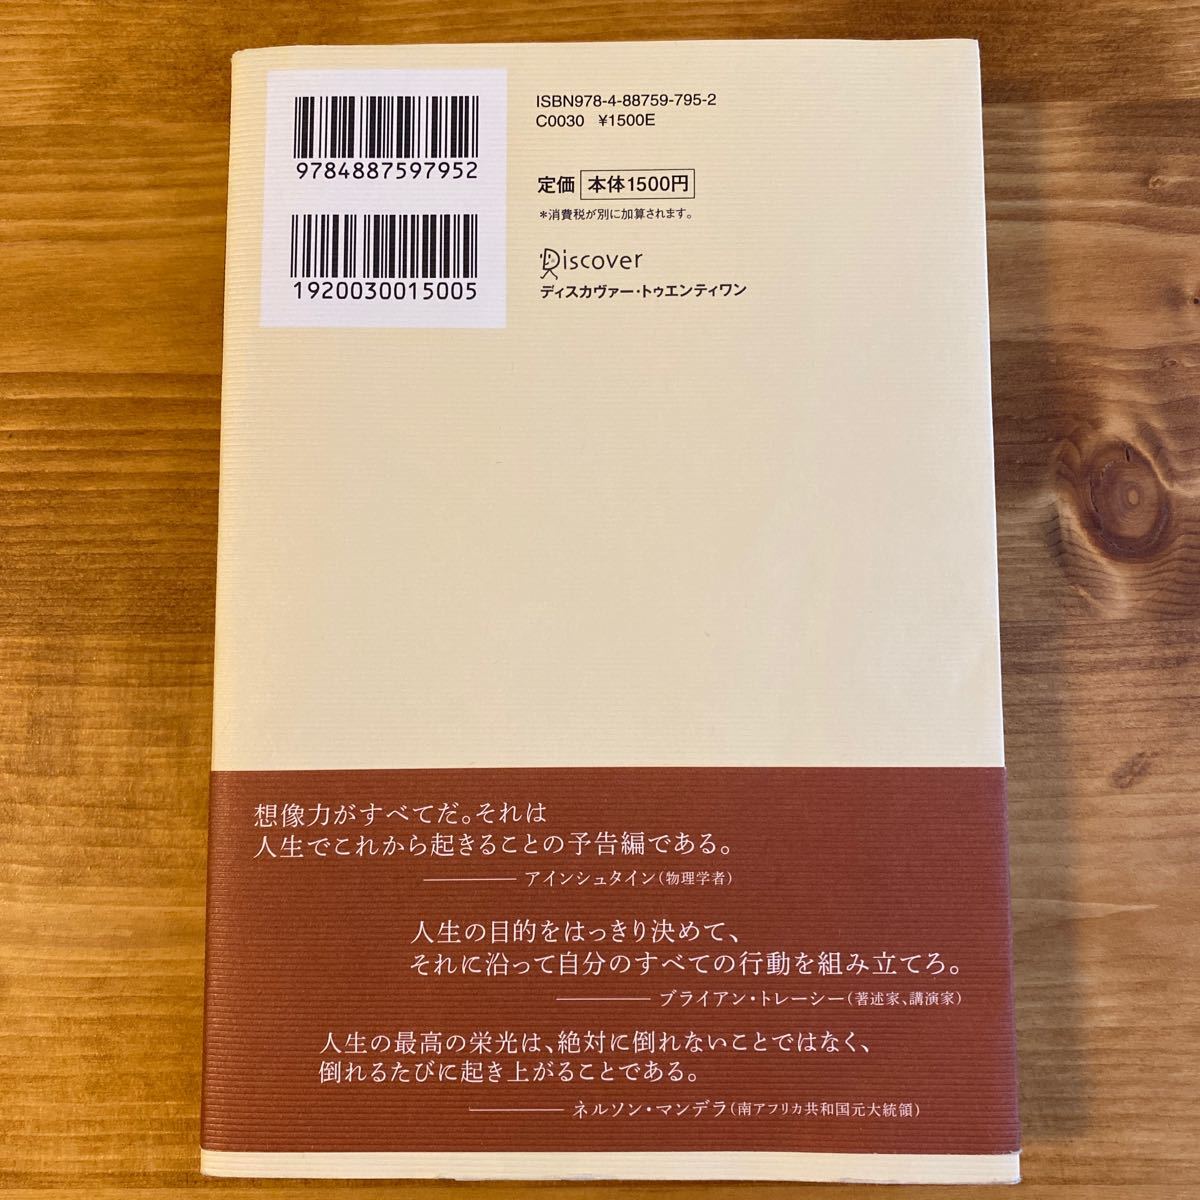 9784887597952
1920030015005
ISBN978-4-88759-795-2
C0030 ¥1500E
定価 本体1500円
*消費税が別に加算されます。
Discover
ディスカヴァー・トゥエンティワン
想像力がすべてだ。それは
人生でこれから起きることの予告編である。
アインシュタイン(物理学者)
人生の目的をはっきり決めて、
それに沿って自分のすべての行動を組み立てろ。
ブライアン・トレーシー(著述家、講演家)
人生の最高の栄光は、絶対に倒れないことではなく、
倒れるたびに起き上がることである。
ネルソン・マンデラ(南アフリカ共和国元大統領)